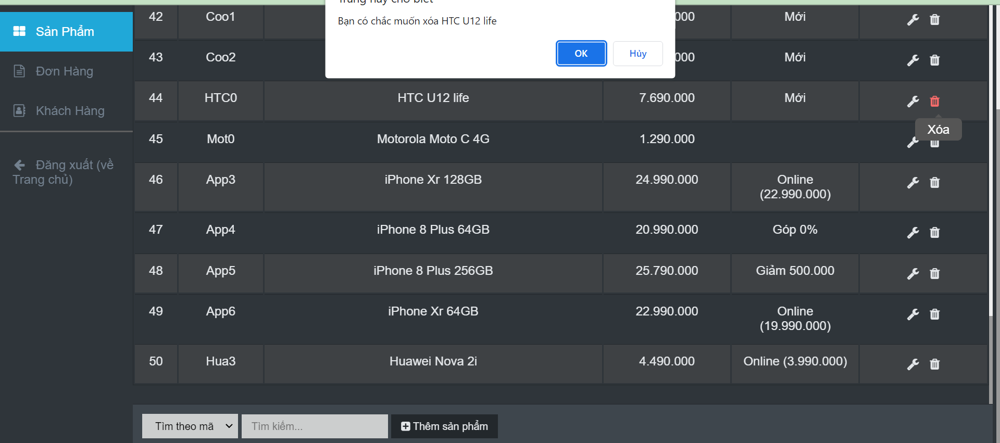 Trang này cho biết
Bạn có chắc muốn xóa HTC U12 life
OK
Hủy
Sản Phẩm
Đơn Hàng
Khách Hàng
Đăng xuất (về
Trang chủ)
42 Coo1 000 Mới
43 Coo2 000 Mới
44 HTC0 HTC U12 life 7.690.000 Mới
Xóa
45 Mot0 Motorola Moto C 4G 1.290.000
46 App3 iPhone Xr 128GB 24.990.000 Online
(22.990.000)
47 App4 iPhone 8 Plus 64GB 20.990.000 Góp 0%
48 App5 iPhone 8 Plus 256GB 25.790.000 Giảm 500.000
49 App6 iPhone Xr 64GB 22.990.000 Online
(19.990.000)
50 Hua3 Huawei Nova 2i 4.490.000 Online (3.990.000)
Tìm theo mã
Tìm kiếm...
Thêm sản phẩm